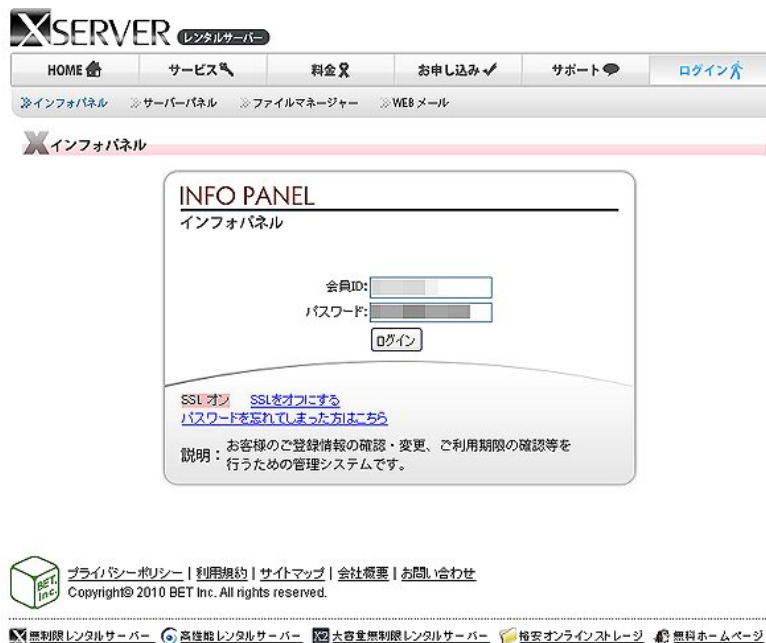 XSERVER レンタルサーバー
HOME サービス 料金 お申し込み サポート ログイン
インフォパネル サーバーパネル ファイルマネージャー WEBメール
インフォパネル
INFO PANEL
インフォパネル
会員ID:
パスワード:
ログイン
SSL オン SSLをオフにする
パスワードを忘れてしまった方はこちら
説明： お客様のご登録情報の確認・変更、ご利用期限の確認等を
行うための管理システムです。
BET. Inc.
プライバシーポリシー | 利用規約 | サイトマップ | 会社概要 | お問い合わせ
Copyright© 2010 BET Inc. All rights reserved.
無制限レンタルサーバー 高性能レンタルサーバー X2 大容量無制限レンタルサーバー 格安オンラインストレージ 無料ホームページ